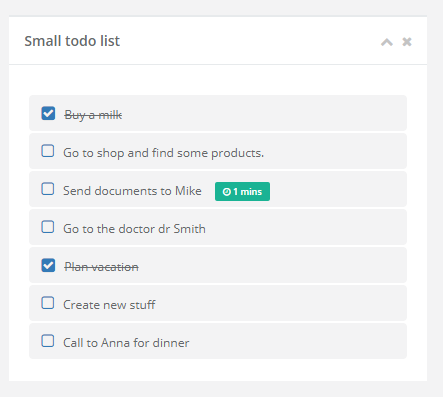 Small todo list
Buy a milk
Go to shop and find some products.
Send documents to Mike 1 mins
Go to the doctor dr Smith
Plan vacation
Create new stuff
Call to Anna for dinner